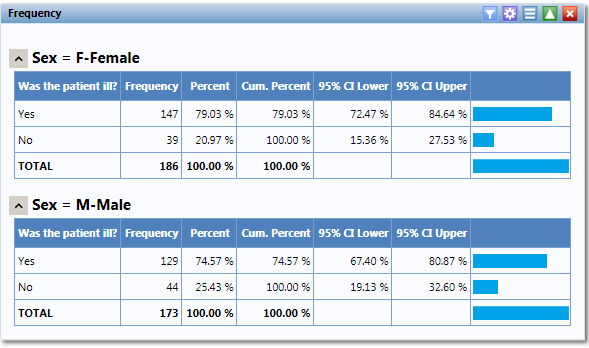 Frequency
Sex = F-Female
Was the patient ill? Frequency Percent Cum. Percent 95% CI Lower 95% CI Upper
Yes 147 79.03 % 79.03 % 72.47 % 84.64 %
No 39 20.97 % 100.00 % 15.36 % 27.53 %
TOTAL 186 100.00 % 100.00 %
Sex = M-Male
Was the patient ill? Frequency Percent Cum. Percent 95% CI Lower 95% CI Upper
Yes 129 74.57 % 74.57 % 67.40 % 80.87 %
No 44 25.43 % 100.00 % 19.13 % 32.60 %
TOTAL 173 100.00 % 100.00 %